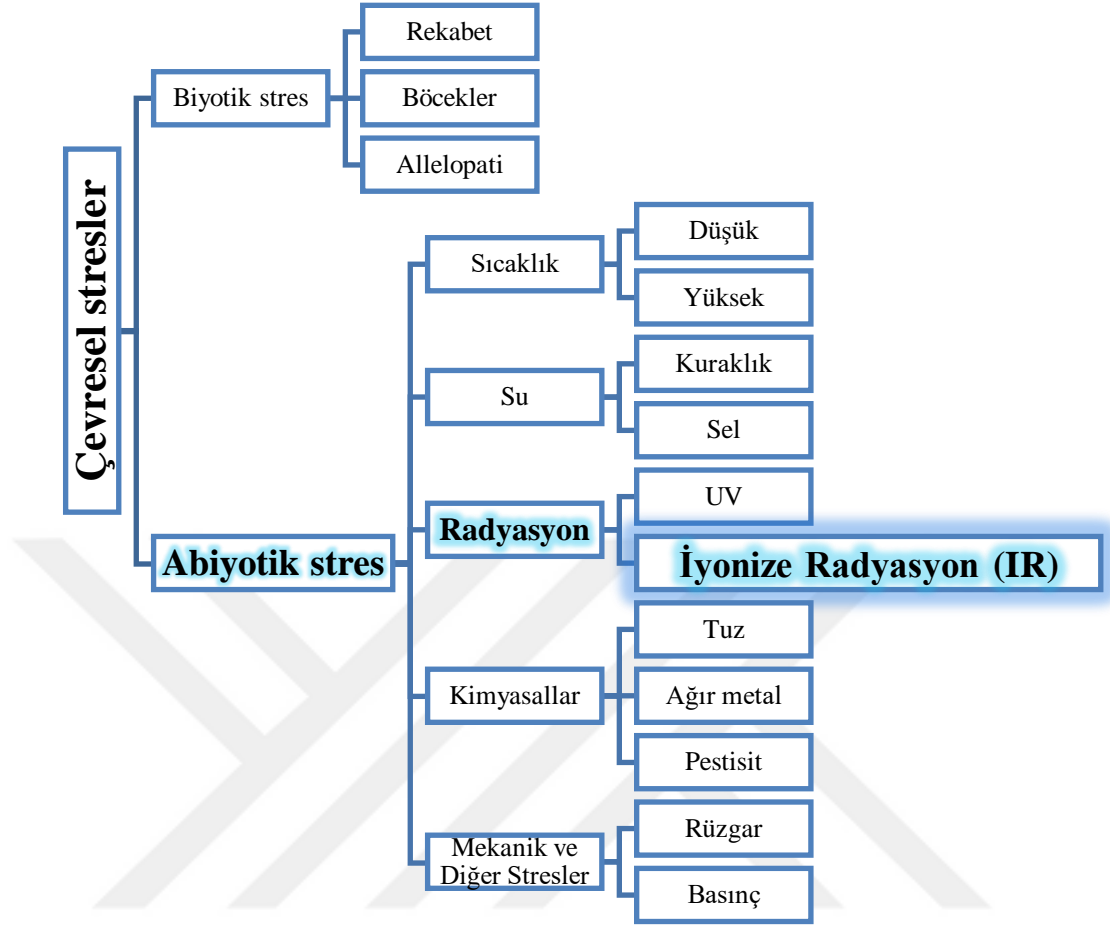 Çevresel stresler
Biyotik stres
Rekabet
Böcekler
Allelopati
Abiyotik stres
Sıcaklık
Düşük
Yüksek
Su
Kuraklık
Sel
Radyasyon
UV
İyonize Radyasyon (IR)
Kimyasallar
Tuz
Ağır metal
Pestisit
Mekanik ve
Diğer Stresler
Rüzgar
Basınç